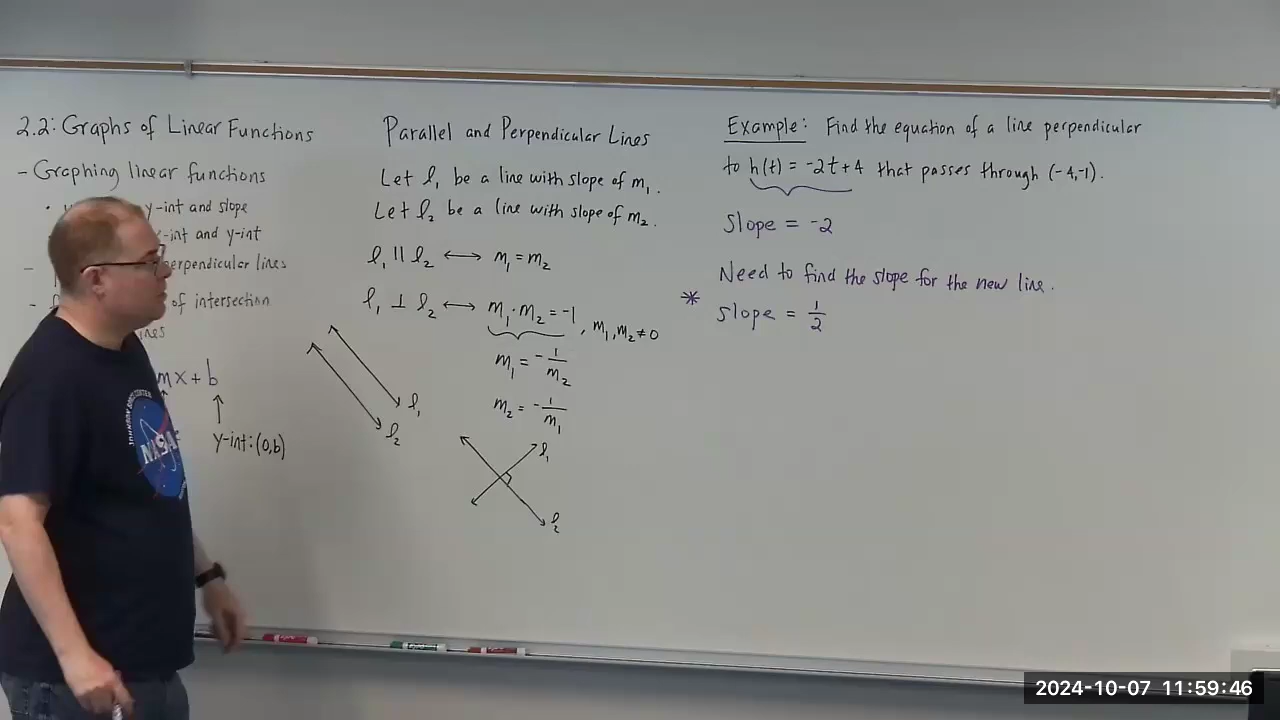 2.2: Graphs of Linear Functions
- Graphing linear functions
y-int and slope
x-int and y-int
perpendicular lines
of intersection
lines
mx + b
y-int: (0,b)
Parallel and Perpendicular Lines
Let ℓ₁ be a line with slope of m₁.
Let ℓ₂ be a line with slope of m₂.
ℓ₁ || ℓ₂ ⟷ m₁ = m₂
ℓ₁ ⊥ ℓ₂ ⟷ m₁·m₂ = -1, m₁, m₂ ≠ 0
m₁ = -1/m₂
m₂ = -1/m₁
ℓ₁
ℓ₂
ℓ₁
ℓ₂
Example: Find the equation of a line perpendicular
to h(t) = -2t+4 that passes through (-4,-1).
slope = -2
Need to find the slope for the new line.
* slope = 1/2
NASA
2024-10-07 11:59:46